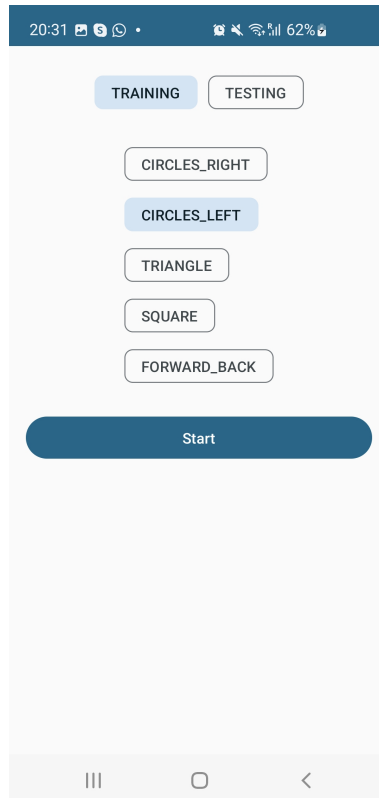 20:31 62%
TRAINING TESTING
CIRCLES_RIGHT
CIRCLES_LEFT
TRIANGLE
SQUARE
FORWARD_BACK
Start